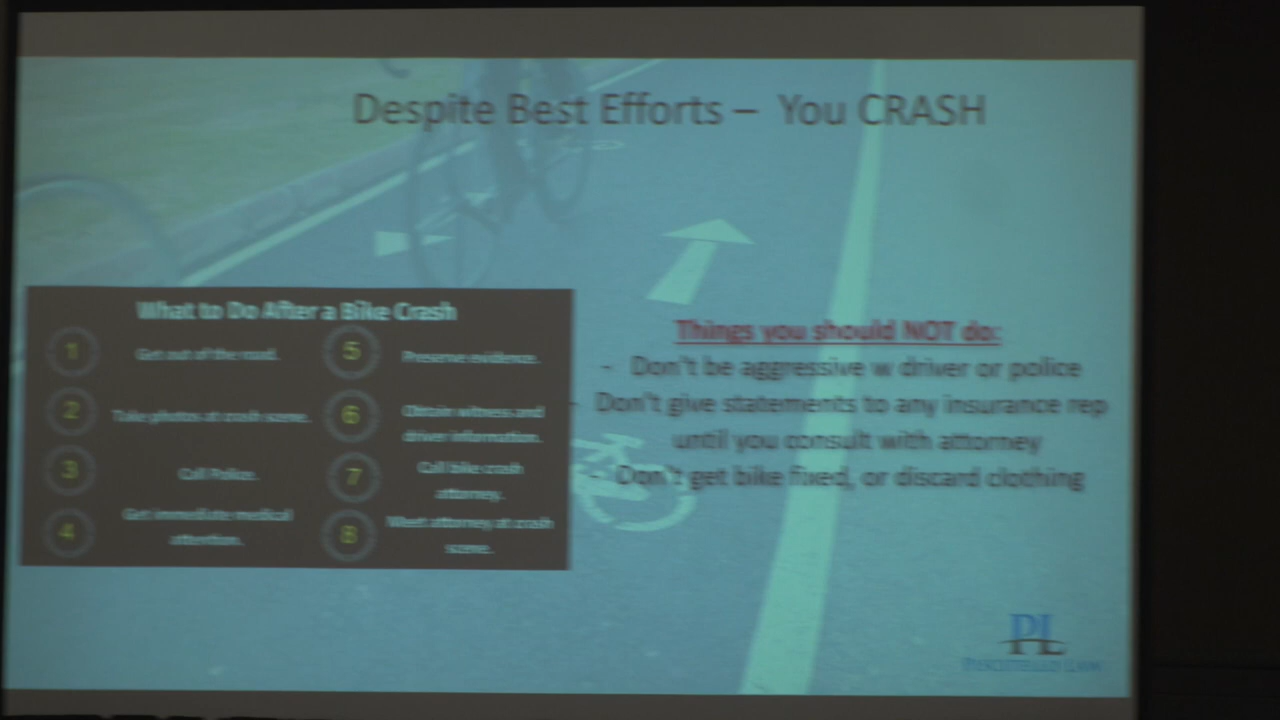 Despite Best Efforts – You CRASH
What to Do After a Bike Crash
1 Get out of the road.
2 Take photos at crash scene.
3 Call Police.
4 Get immediate medical
attention.
5 Preserve evidence.
6 Obtain witness and
driver information.
7 Call bike crash
attorney.
8 Meet attorney at crash
scene.
Things you should NOT do:
- Don't be aggressive w driver or police
- Don't give statements to any insurance rep
until you consult with attorney
- Don't get bike fixed, or discard clothing
PL
Law